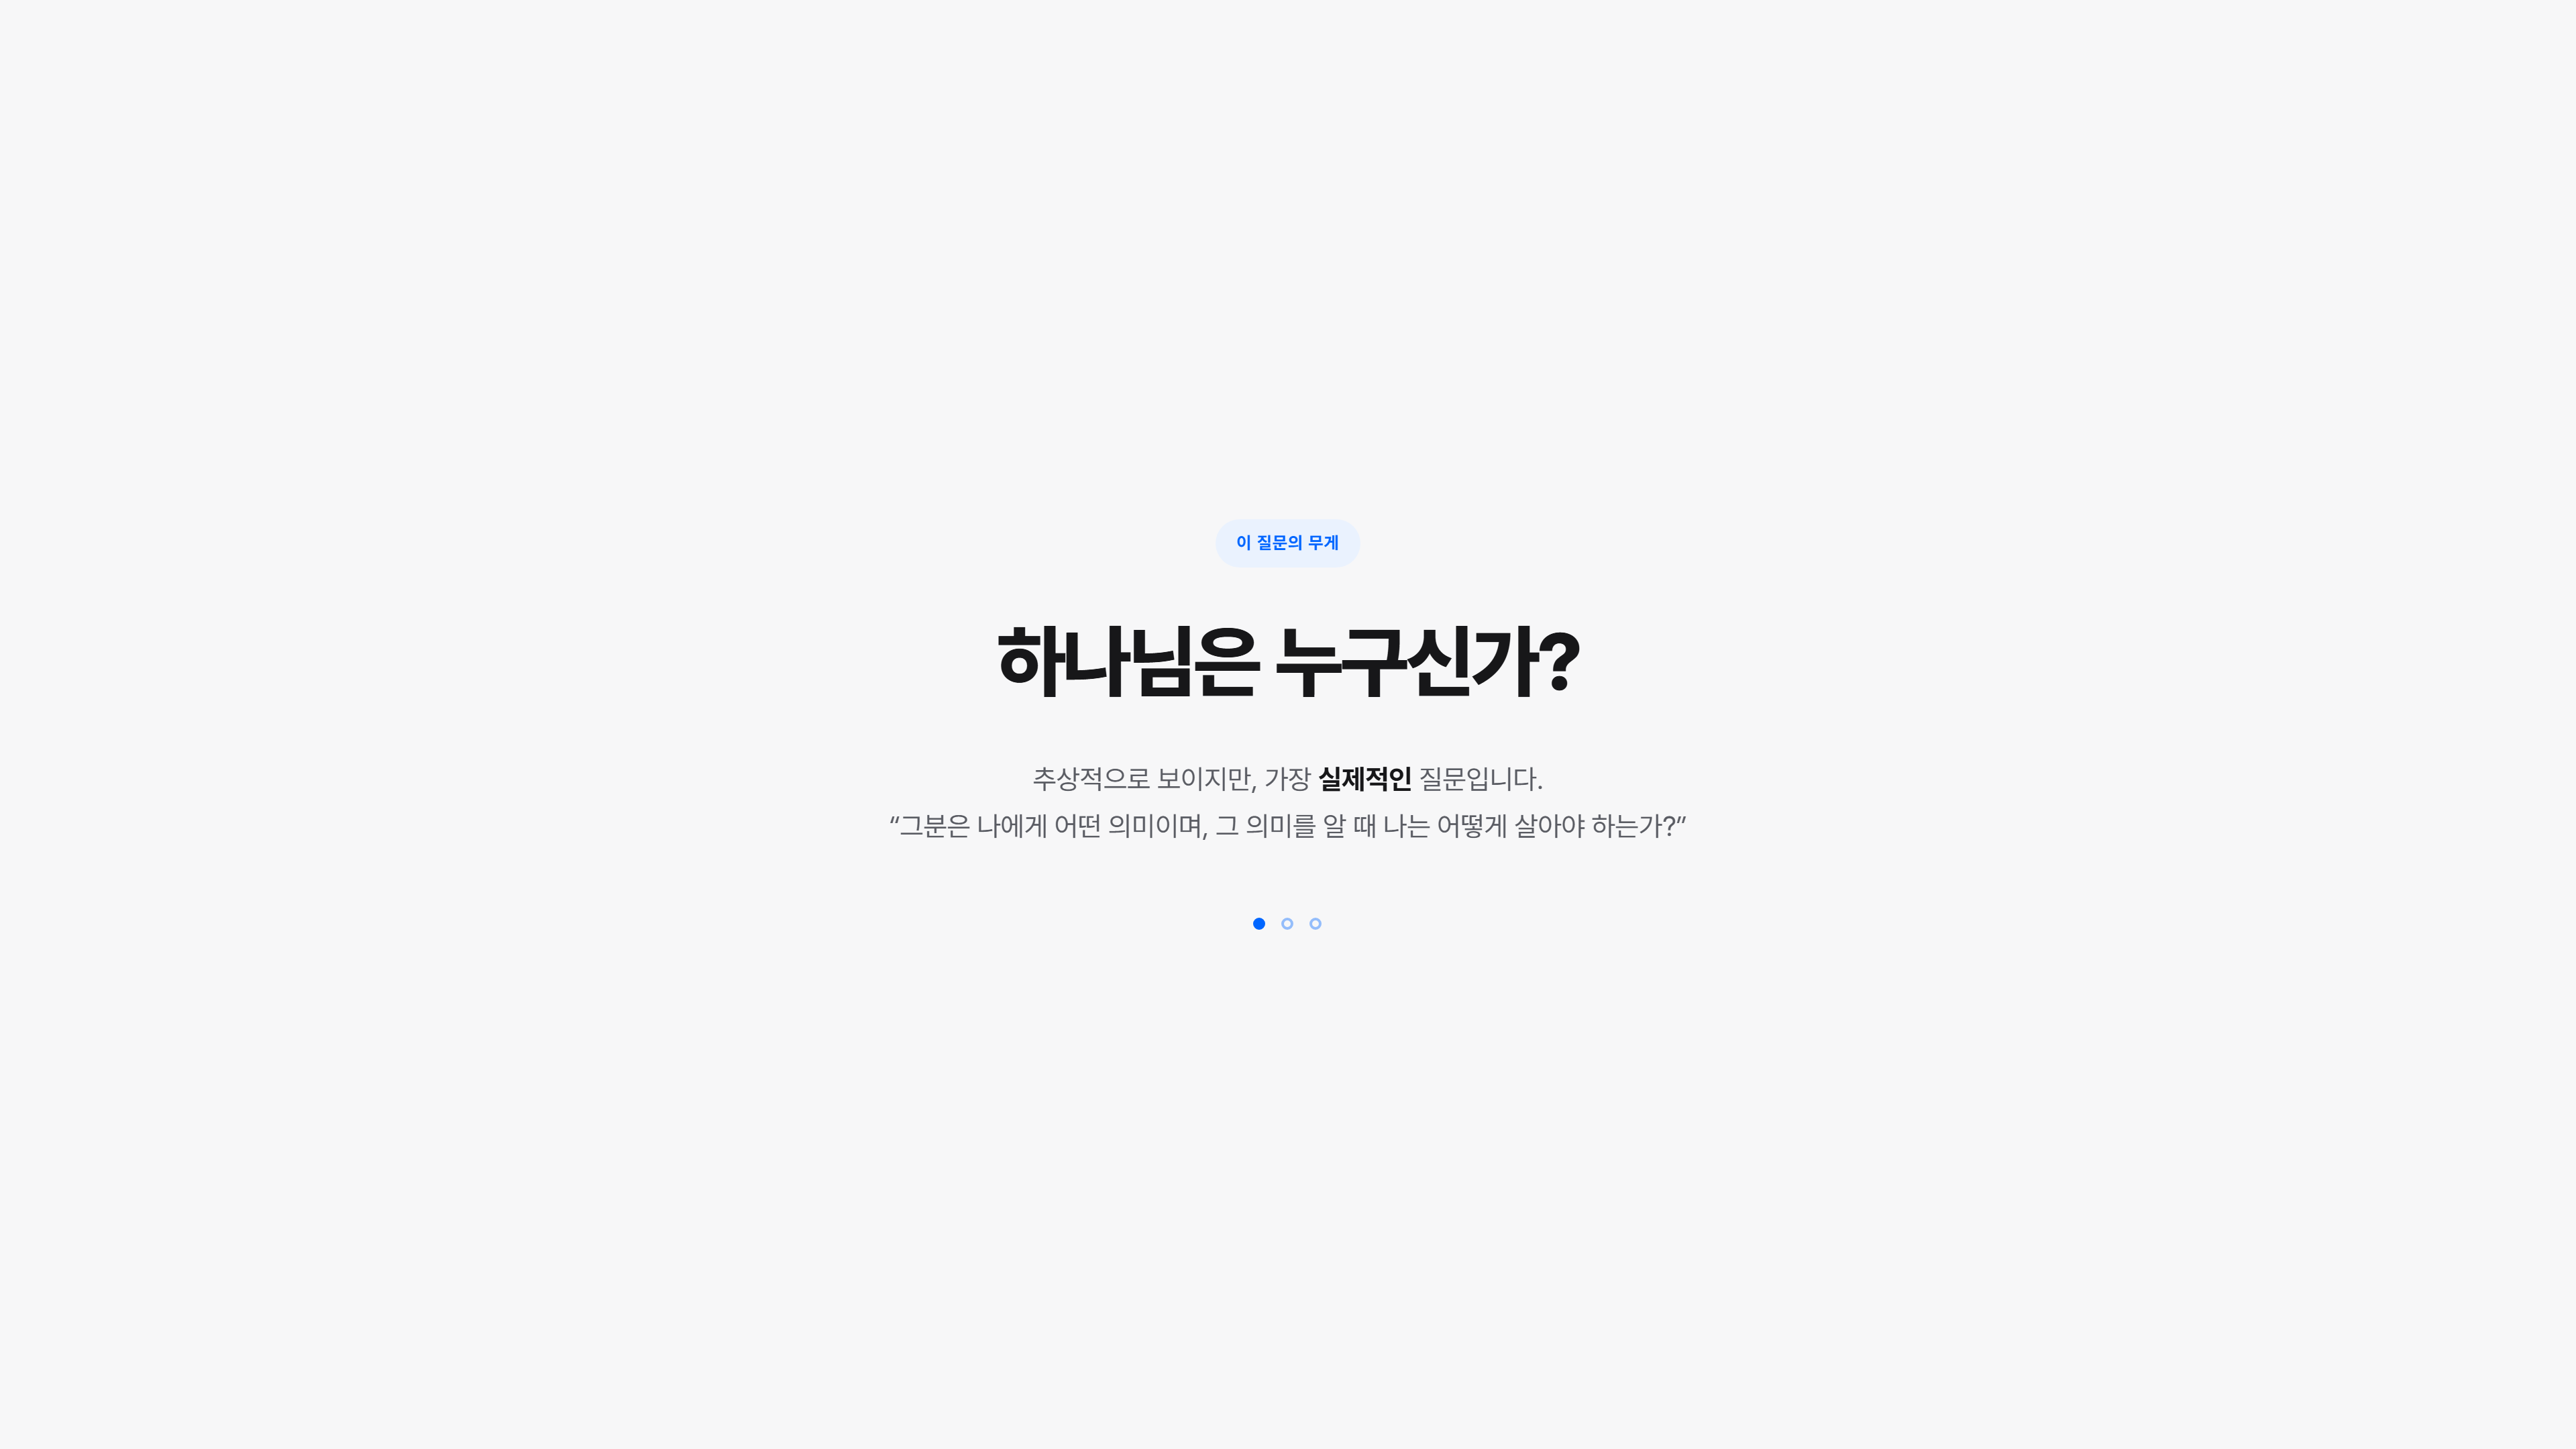 이 질문의 무게
하나님은 누구신가?
추상적으로 보이지만, 가장 실제적인 질문입니다.
“그분은 나에게 어떤 의미이며, 그 의미를 알 때 나는 어떻게 살아야 하는가?”